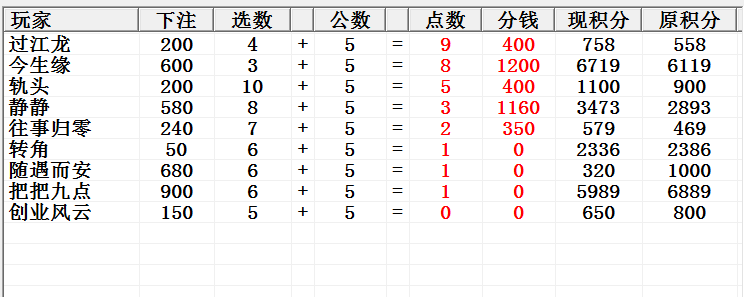 玩家 下注 选数 公数 点数 分钱 现积分 原积分
过江龙 200 4 + 5 = 9 400 758 558
今生缘 600 3 + 5 = 8 1200 6719 6119
轨头 200 10 + 5 = 5 400 1100 900
静静 580 8 + 5 = 3 1160 3473 2893
往事归零 240 7 + 5 = 2 350 579 469
转角 50 6 + 5 = 1 0 2336 2386
随遇而安 680 6 + 5 = 1 0 320 1000
把把九点 900 6 + 5 = 1 0 5989 6889
创业风云 150 5 + 5 = 0 0 650 800